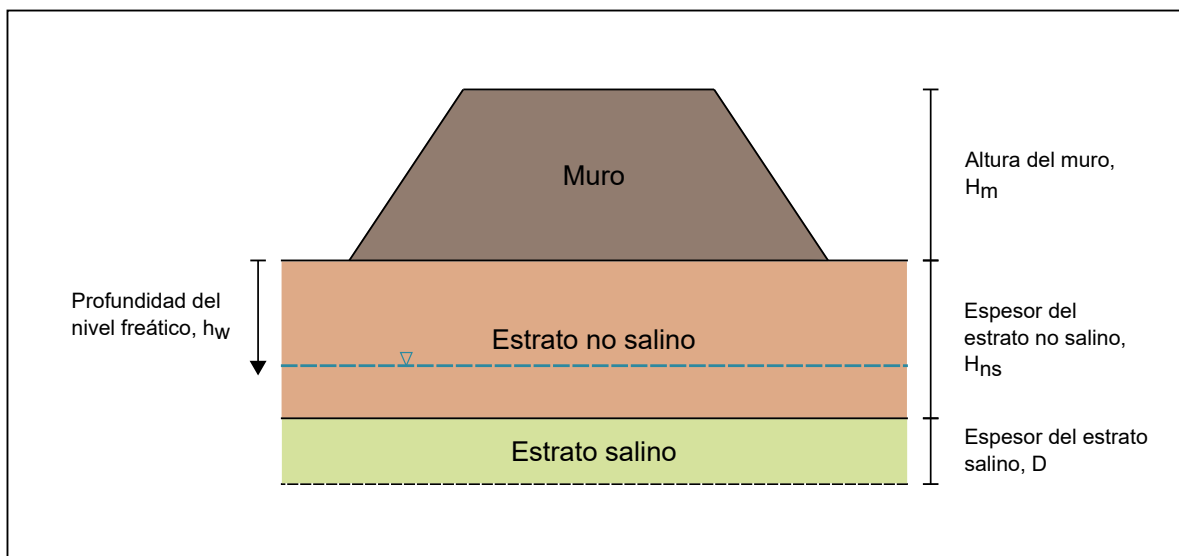 Muro
Altura del muro,
Hm
Profundidad del
nivel freático, hw
Estrato no salino
Espesor del
estrato no salino,
Hns
Estrato salino
Espesor del estrato
salino, D